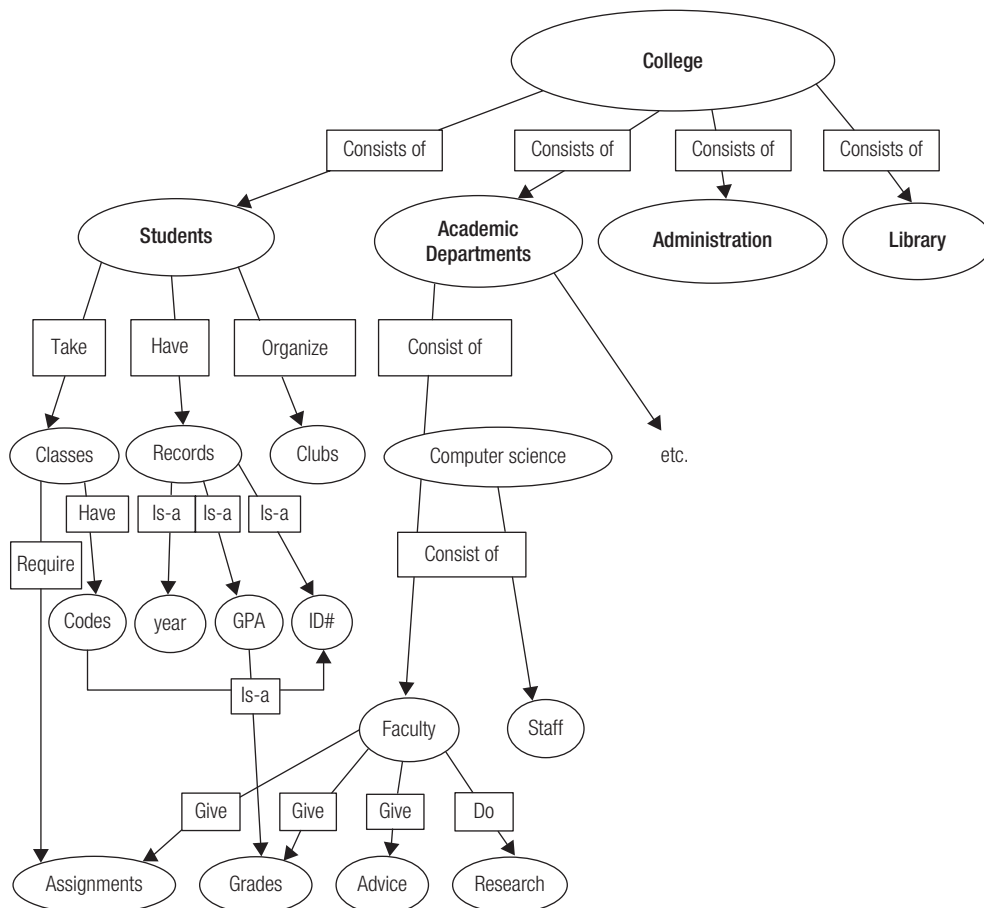 College
Consists of
Consists of
Consists of
Consists of
Students
Academic
Departments
Administration
Library
Take
Have
Organize
Consist of
Classes
Records
Clubs
Computer science
etc.
Have
Is-a
Is-a
Is-a
Require
Consist of
Codes
year
GPA
ID#
Is-a
Faculty
Staff
Give
Give
Give
Do
Assignments
Grades
Advice
Research